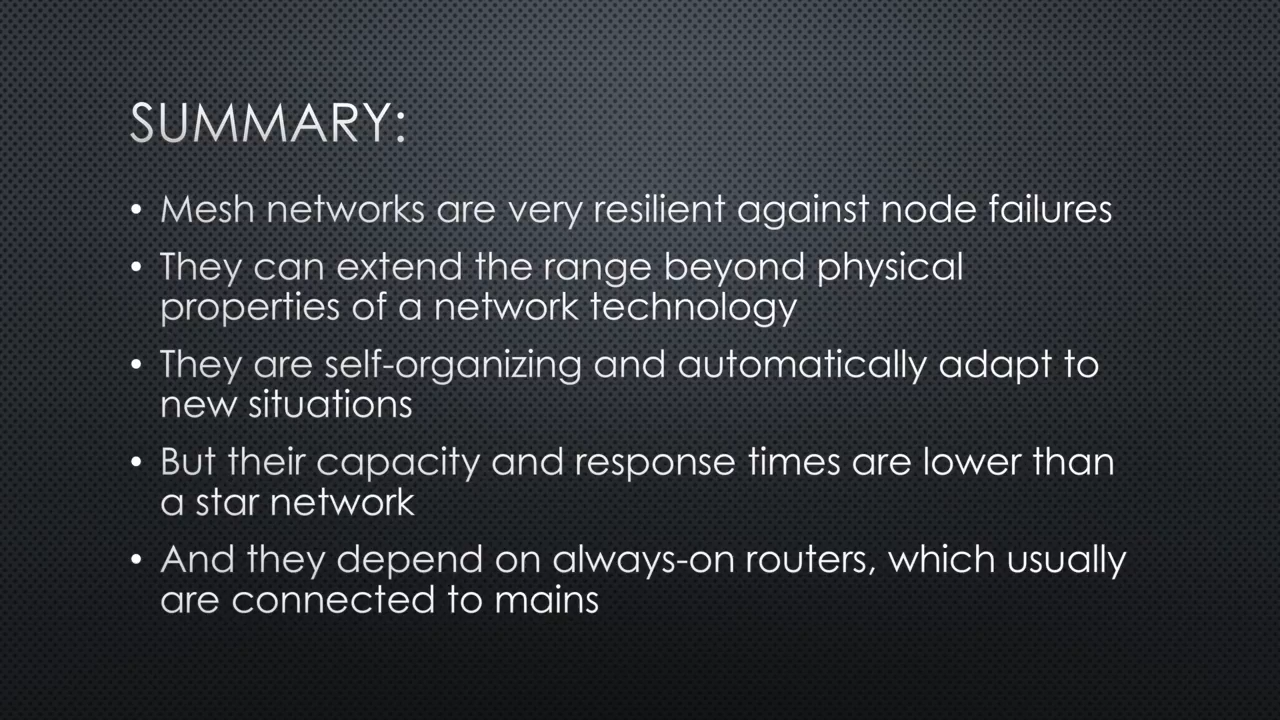 SUMMARY:
• Mesh networks are very resilient against node failures
• They can extend the range beyond physical
properties of a network technology
• They are self-organizing and automatically adapt to
new situations
• But their capacity and response times are lower than
a star network
• And they depend on always-on routers, which usually
are connected to mains